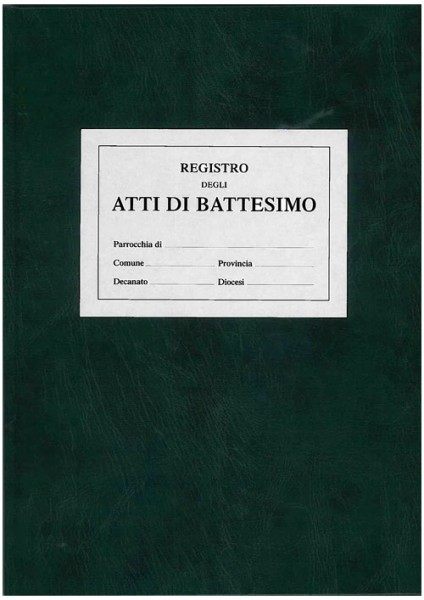 REGISTRO
DEGLI
ATTI DI BATTESIMO
Parrocchia di
Comune Provincia
Decanato Diocesi